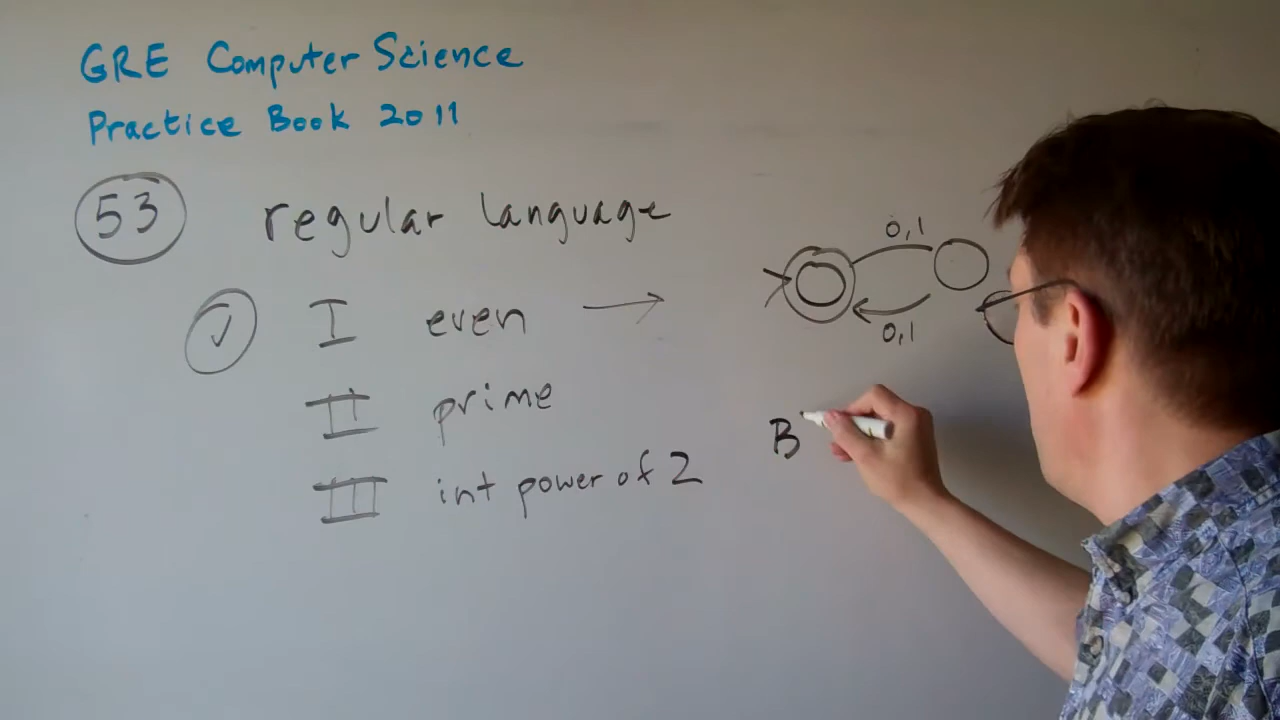 GRE Computer Science
Practice Book 2011
53 regular language
I even
II prime
III int power of 2
0,1
0,1
B